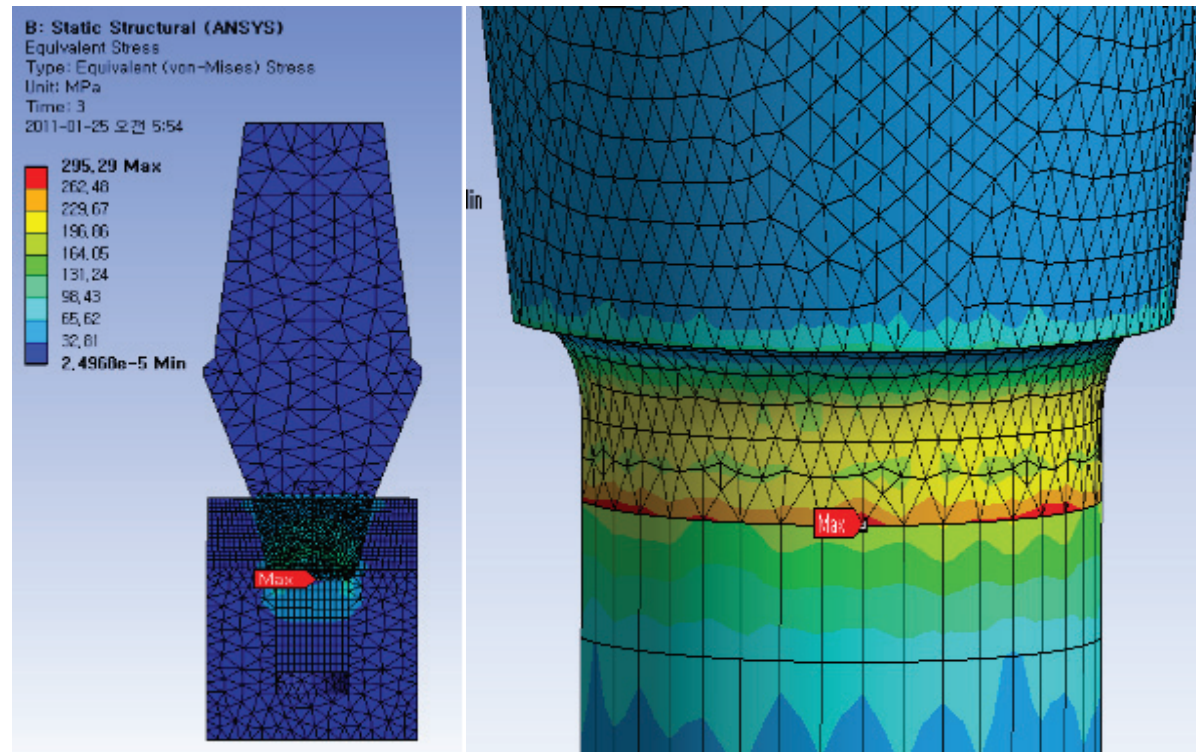 B: Static Structural (ANSYS)
Equivalent Stress
Type: Equivalent (von-Mises) Stress
Unit: MPa
Time: 3
2011-01-25 오전 5:54
295,29 Max
262,48
229,67
196,86
164,05
131,24
98,43
65,62
32,81
2,4968e-5 Min
Max
lin
Max